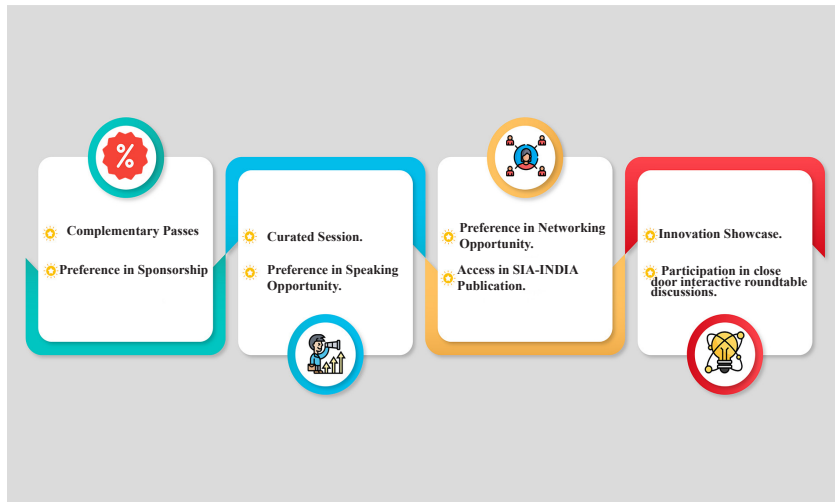 %
Complementary Passes
Preference in Sponsorship
Curated Session.
Preference in Speaking
Opportunity.
Preference in Networking
Opportunity.
Access in SIA-INDIA
Publication.
Innovation Showcase.
Participation in close
door interactive roundtable
discussions.